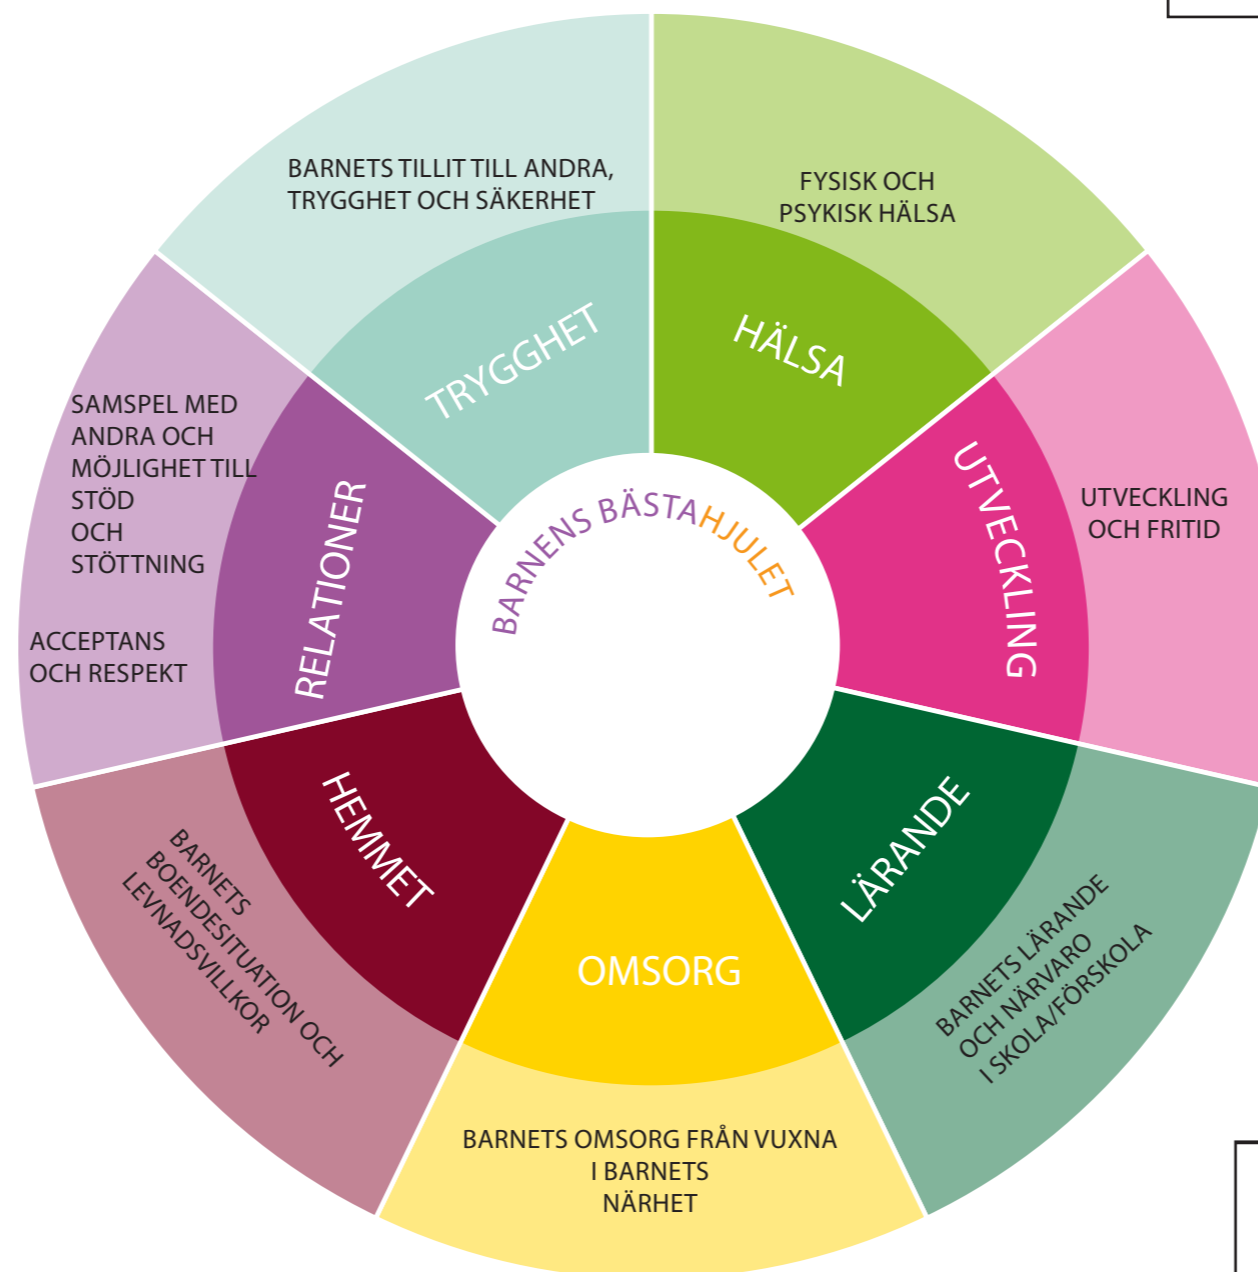 BARNETS TILLIT TILL ANDRA,
TRYGGHET OCH SÄKERHET
FYSISK OCH
PSYKISK HÄLSA
TRYGGHET
HÄLSA
SAMSPEL MED
ANDRA OCH
MÖJLIGHET TILL
STÖD
OCH
STÖTTNING
ACCEPTANS
OCH RESPEKT
RELATIONER
BARNENS BÄSTAHJULET
UTVECKLING
UTVECKLING
OCH FRITID
HEMMET
BARNETS
BOENDESITUATION OCH
LEVNADSVILLKOR
OMSORG
BARNETS OMSORG FRÅN VUXNA
I BARNETS
NÄRHET
LÄRANDE
BARNETS LÄRANDE
OCH NÄRVARO
I SKOLA/FÖRSKOLA